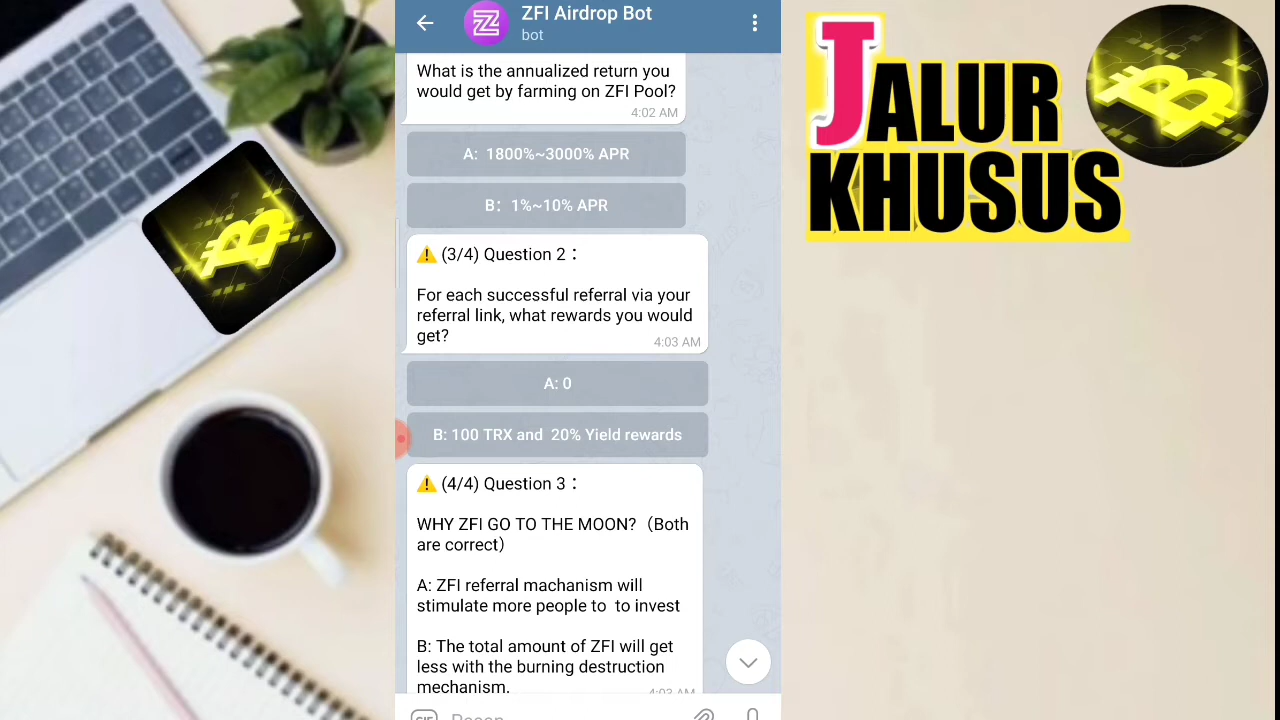 ZFI Airdrop Bot
bot
What is the annualized return you
would get by farming on ZFI Pool?
4:02 AM
A:  1800%~3000% APR
B：1%~10% APR
⚠️ (3/4) Question 2：
For each successful referral via your
referral link, what rewards you would
get?
4:03 AM
A: 0
B: 100 TRX and  20% Yield rewards
⚠️ (4/4) Question 3：
WHY ZFI GO TO THE MOON?（Both
are correct）
A: ZFI referral machanism will
stimulate more people to  to invest
B: The total amount of ZFI will get
less with the burning destruction
mechanism.
4:03 AM
GIF
JALUR
KHUSUS